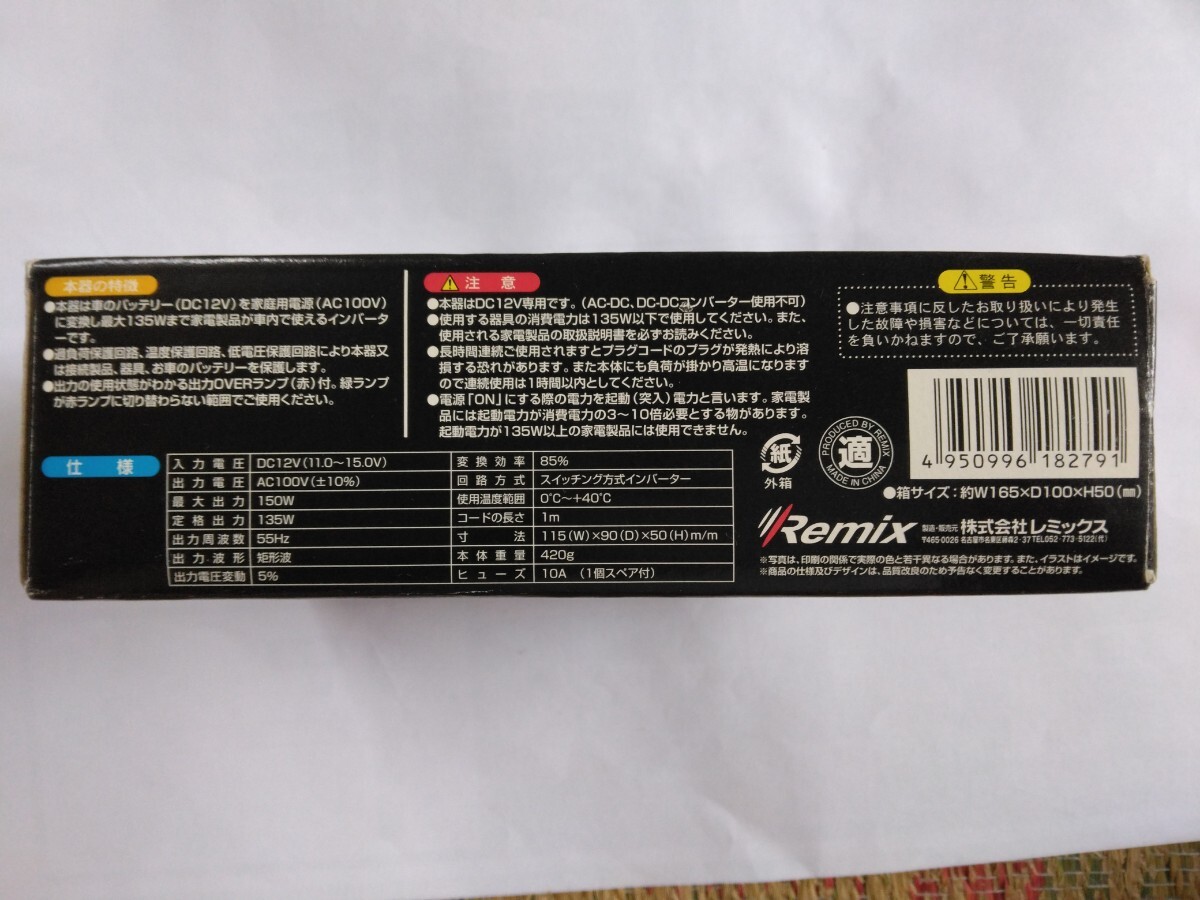 本器の特徴
●本器は車のバッテリー(DC12V)を家庭用電源(AC100V)
に変換し最大135Wまで家電製品が車内で使えるインバータ
ーです。
●過負荷保護回路、温度保護回路、低電圧保護回路により本器又
は接続製品、器具、お車のバッテリーを保護します。
●出力の使用状態がわかる出力OVERランプ(赤)付。緑ランプ
が赤ランプに切り替わらない範囲でご使用ください。
注意
●本器はDC12V専用です。(AC-DC、DC-DCコンバーター使用不可)
●使用する器具の消費電力は135W以下で使用してください。また、
使用される家電製品の取扱説明書を必ずお読みください。
●長時間連続ご使用されますとプラグコードのプラグが発熱により溶
損する恐れがあります。また本体にも負荷が掛かり高温になります
ので連続使用は1時間以内としてください。
●電源「ON」にする際の電力を起動(突入)電力と言います。家電製
品には起動電力が消費電力の3～10倍必要とする物があります。
起動電力が135W以上の家電製品には使用できません。
警告
●注意事項に反したお取り扱いにより発生
した故障や損害などについては、一切責任
を負いかねますので、ご了承願います。
仕様
入力電圧 DC12V(11.0～15.0V)
出力電圧 AC100V(±10%)
最大出力 150W
定格出力 135W
出力周波数 55Hz
出力波形 矩形波
出力電圧変動 5%
変換効率 85%
回路方式 スイッチング方式インバーター
使用温度範囲 0°C～+40°C
コードの長さ 1m
寸法 115(W)×90(D)×50(H)m/m
本体重量 420g
ヒューズ 10A (1個スペア付)
紙
外箱
PRODUCED BY REMIX
適
MADE IN CHINA
4 950996 182791
●箱サイズ:約W165×D100×H50(mm)
Remix
製造・販売元 株式会社レミックス
〒465-0026 名古屋市名東区藤森2-37 TEL052-773-5122(代)
※写真は、印刷の関係で実際の色と若干異なる場合があります。また、イラストはイメージです。
※商品の仕様及びデザインは、品質改良のため予告なく変更することがあります。